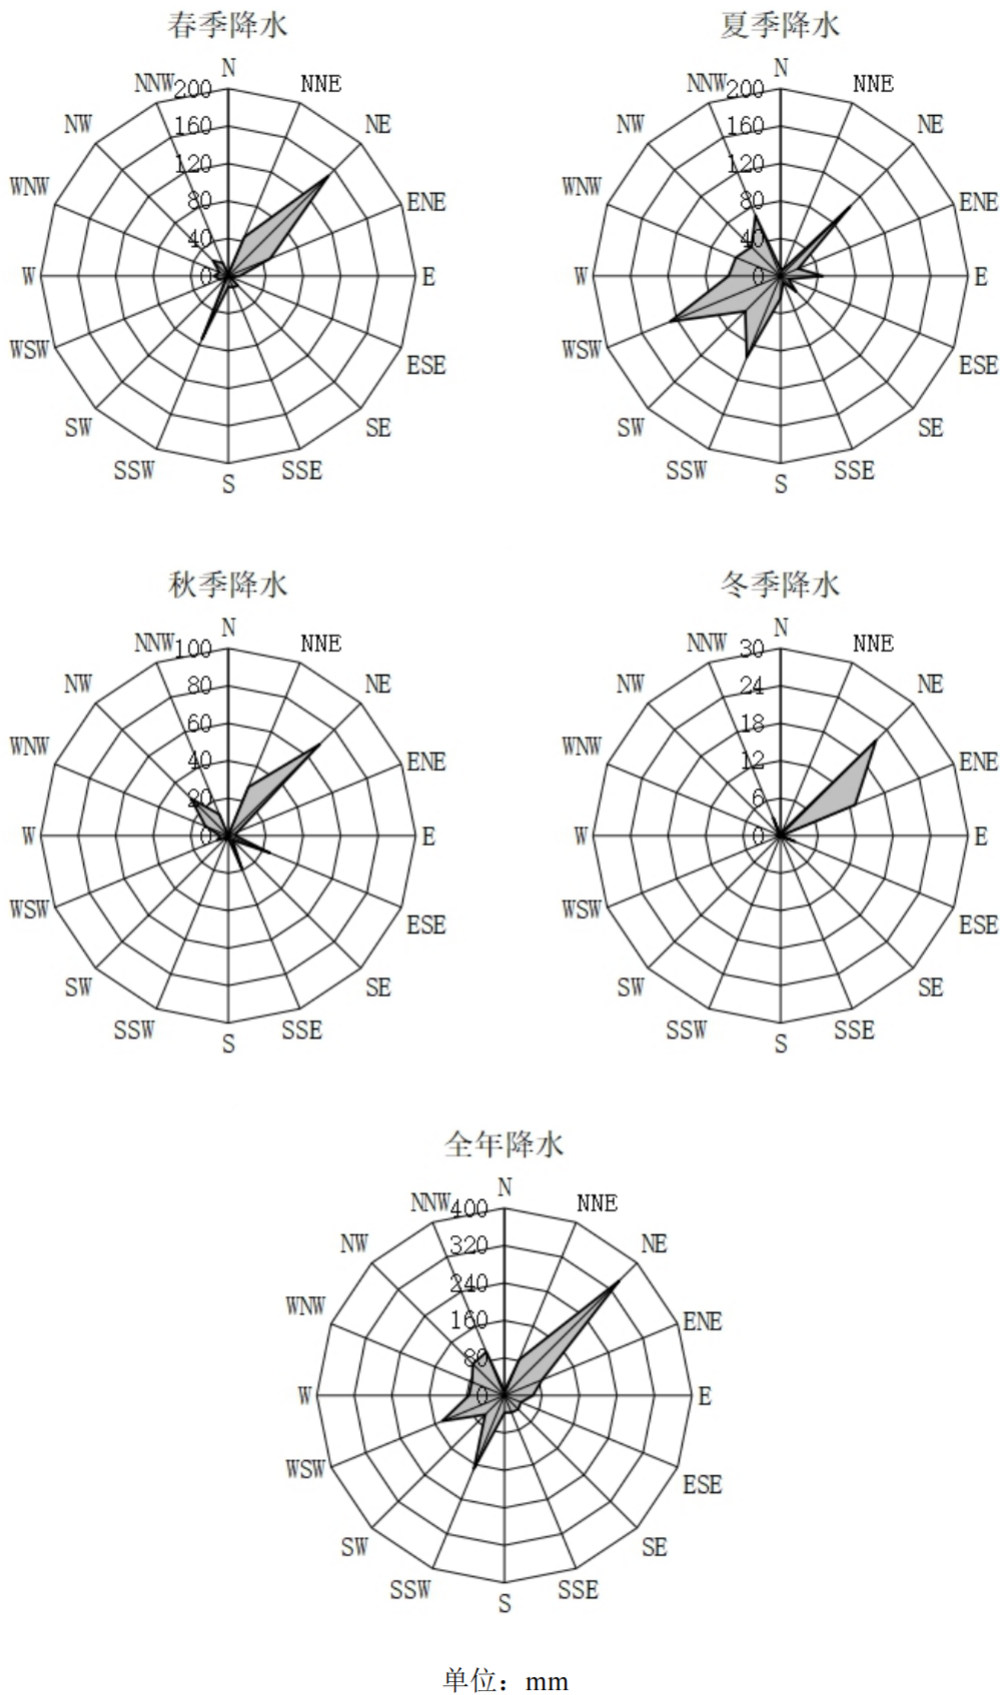 春季降水
N
NNW 200 NNE
NW 160 NE
120
WNW 80 ENE
40
W 0 E
WSW ESE
SW SE
SSW SSE
S
夏季降水
N
NNW 200 NNE
NW 160 NE
120
WNW 80 ENE
40
W 0 E
WSW ESE
SW SE
SSW SSE
S
秋季降水
N
NNW 100 NNE
NW 80 NE
60
WNW 40 ENE
20
W 0 E
WSW ESE
SW SE
SSW SSE
S
冬季降水
N
NNW 30 NNE
NW 24 NE
18
WNW 12 ENE
6
W 0 E
WSW ESE
SW SE
SSW SSE
S
全年降水
N
NNW 400 NNE
NW 320 NE
240
WNW 160 ENE
80
W 0 E
WSW ESE
SW SE
SSW SSE
S
单位：mm